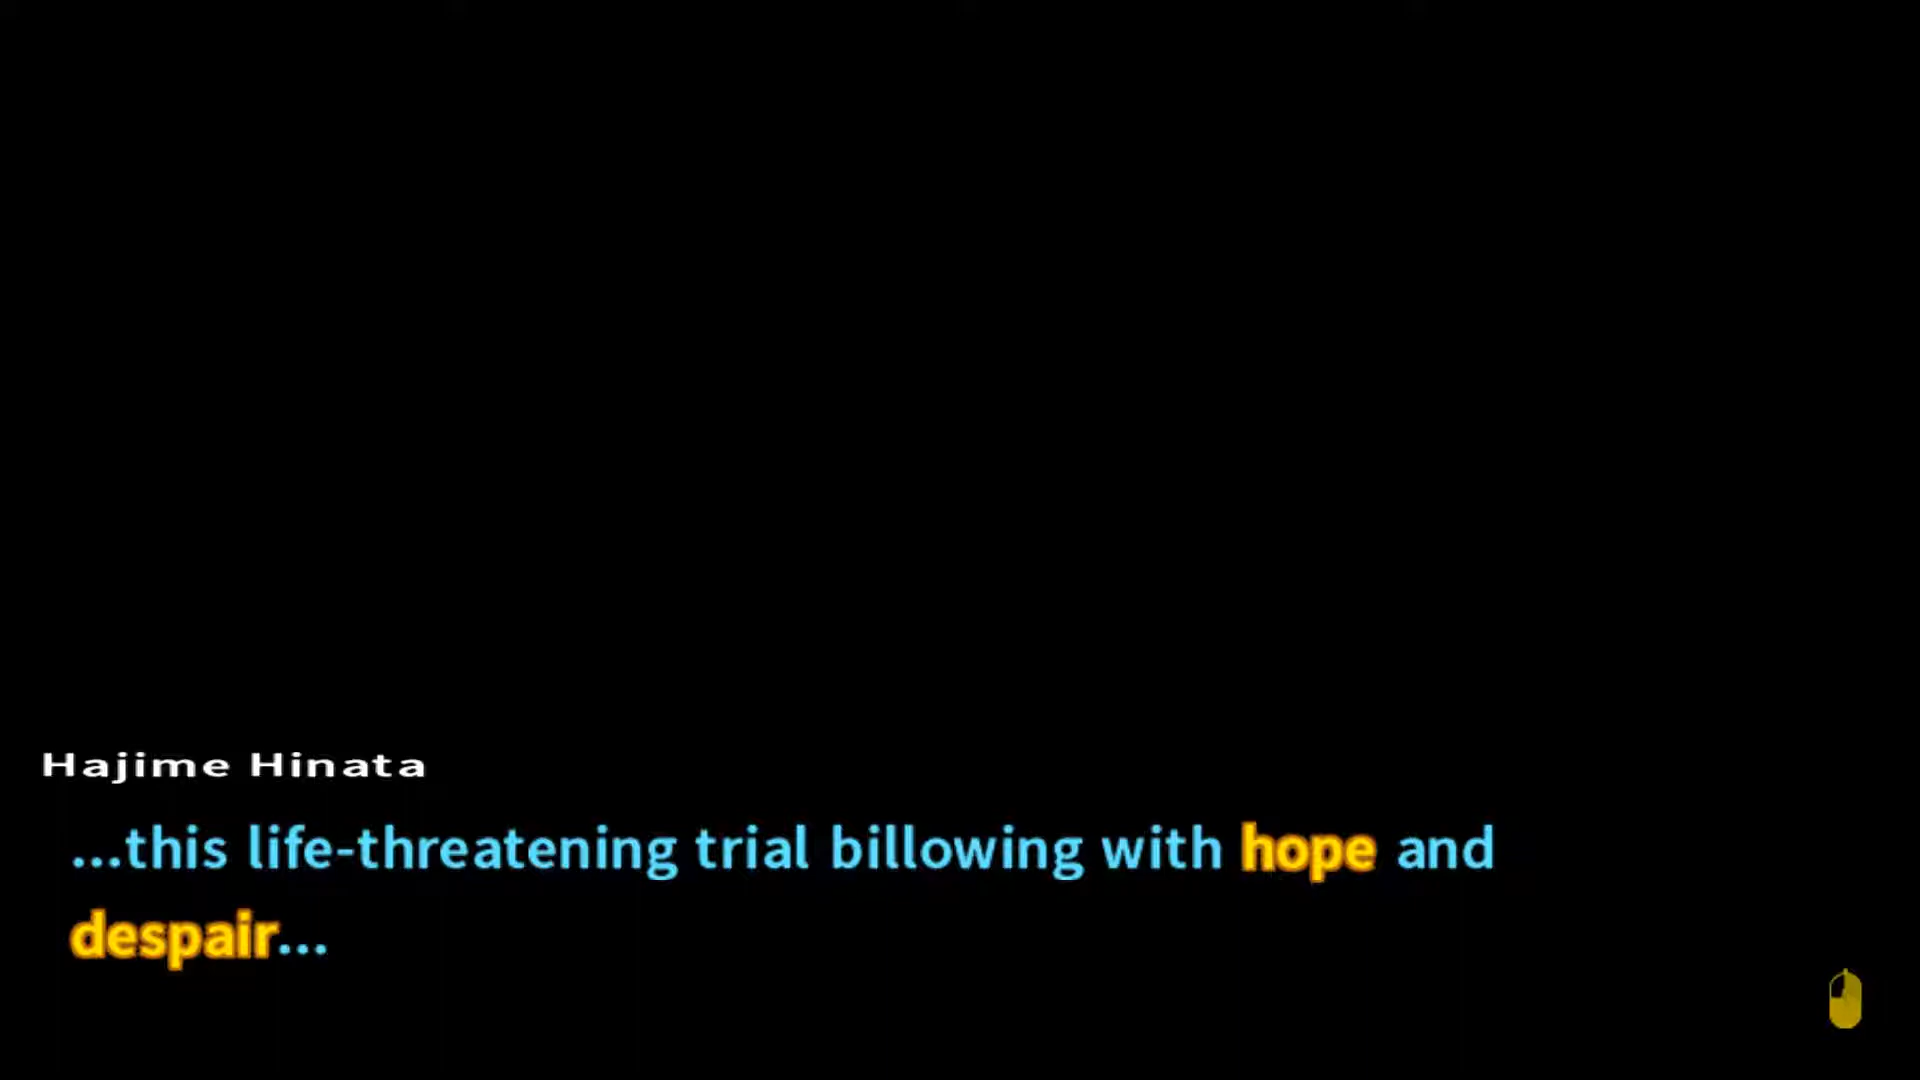 Hajime Hinata
...this life-threatening trial billowing with hope and
despair...